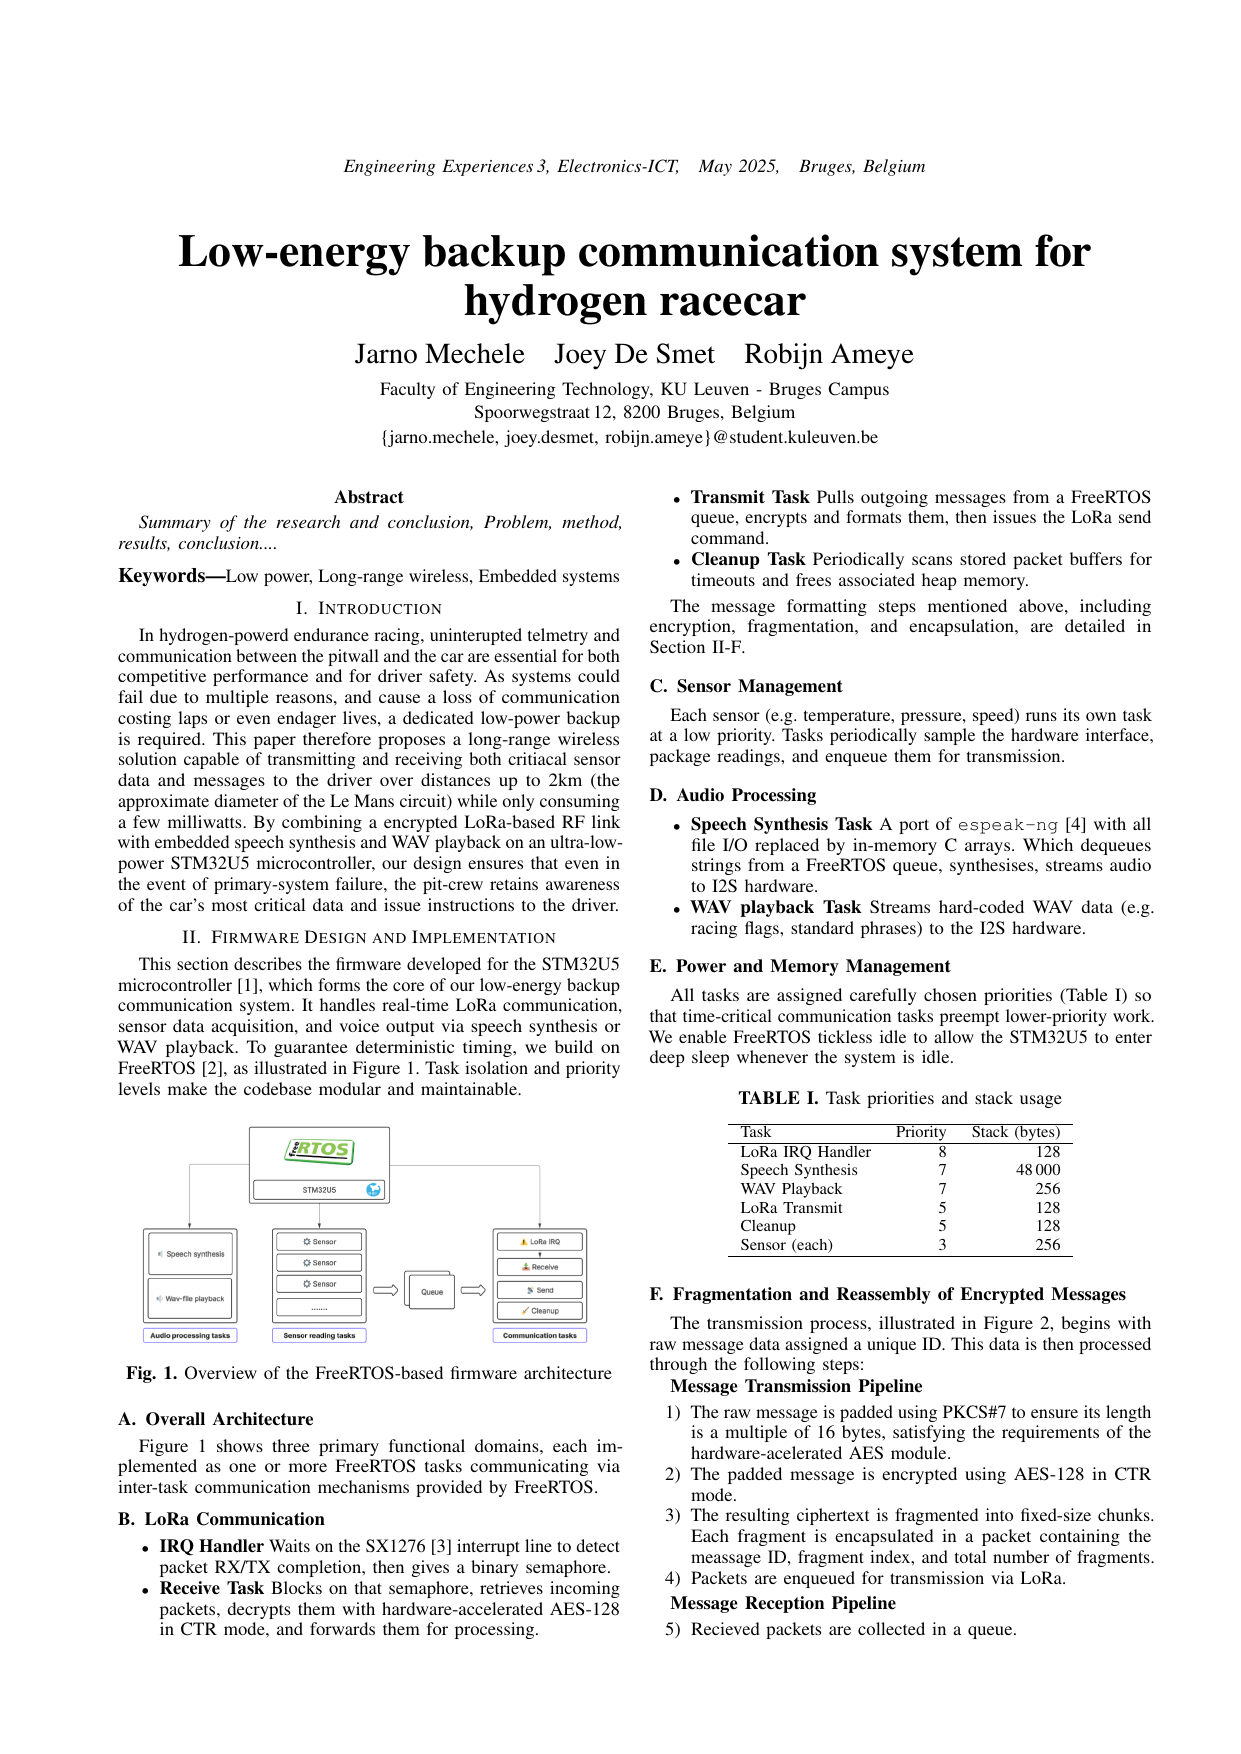 Engineering Experiences 3, Electronics-ICT, May 2025, Bruges, Belgium
Low-energy backup communication system for
hydrogen racecar
Jarno Mechele Joey De Smet Robijn Ameye
Faculty of Engineering Technology, KU Leuven - Bruges Campus
Spoorwegstraat 12, 8200 Bruges, Belgium
{jarno.mechele, joey.desmet, robijn.ameye}@student.kuleuven.be
Abstract
Summary of the research and conclusion, Problem, method,
results, conclusion....
Keywords—Low power, Long-range wireless, Embedded systems
I. INTRODUCTION
In hydrogen-powerd endurance racing, uninterupted telmetry and
communication between the pitwall and the car are essential for both
competitive performance and for driver safety. As systems could
fail due to multiple reasons, and cause a loss of communication
costing laps or even endager lives, a dedicated low-power backup
is required. This paper therefore proposes a long-range wireless
solution capable of transmitting and receiving both critiacal sensor
data and messages to the driver over distances up to 2km (the
approximate diameter of the Le Mans circuit) while only consuming
a few milliwatts. By combining a encrypted LoRa-based RF link
with embedded speech synthesis and WAV playback on an ultra-low-
power STM32U5 microcontroller, our design ensures that even in
the event of primary-system failure, the pit-crew retains awareness
of the car's most critical data and issue instructions to the driver.
II. FIRMWARE DESIGN AND IMPLEMENTATION
This section describes the firmware developed for the STM32U5
microcontroller [1], which forms the core of our low-energy backup
communication system. It handles real-time LoRa communication,
sensor data acquisition, and voice output via speech synthesis or
WAV playback. To guarantee deterministic timing, we build on
FreeRTOS [2], as illustrated in Figure 1. Task isolation and priority
levels make the codebase modular and maintainable.
free RTOS
STM32U5
Speech synthesis
Wav-file playback
Audio processing tasks
Sensor
Sensor
Sensor
.......
Sensor reading tasks
Queue
LoRa IRQ
Receive
Send
Cleanup
Communication tasks
Fig. 1. Overview of the FreeRTOS-based firmware architecture
A. Overall Architecture
Figure 1 shows three primary functional domains, each im-
plemented as one or more FreeRTOS tasks communicating via
inter-task communication mechanisms provided by FreeRTOS.
B. LoRa Communication
• IRQ Handler Waits on the SX1276 [3] interrupt line to detect
packet RX/TX completion, then gives a binary semaphore.
• Receive Task Blocks on that semaphore, retrieves incoming
packets, decrypts them with hardware-accelerated AES-128
in CTR mode, and forwards them for processing.
• Transmit Task Pulls outgoing messages from a FreeRTOS
queue, encrypts and formats them, then issues the LoRa send
command.
• Cleanup Task Periodically scans stored packet buffers for
timeouts and frees associated heap memory.
The message formatting steps mentioned above, including
encryption, fragmentation, and encapsulation, are detailed in
Section II-F.
C. Sensor Management
Each sensor (e.g. temperature, pressure, speed) runs its own task
at a low priority. Tasks periodically sample the hardware interface,
package readings, and enqueue them for transmission.
D. Audio Processing
• Speech Synthesis Task A port of espeak-ng [4] with all
file I/O replaced by in-memory C arrays. Which dequeues
strings from a FreeRTOS queue, synthesises, streams audio
to I2S hardware.
• WAV playback Task Streams hard-coded WAV data (e.g.
racing flags, standard phrases) to the I2S hardware.
E. Power and Memory Management
All tasks are assigned carefully chosen priorities (Table I) so
that time-critical communication tasks preempt lower-priority work.
We enable FreeRTOS tickless idle to allow the STM32U5 to enter
deep sleep whenever the system is idle.
TABLE I. Task priorities and stack usage
Task Priority Stack (bytes)
LoRa IRQ Handler 8 128
Speech Synthesis 7 48 000
WAV Playback 7 256
LoRa Transmit 5 128
Cleanup 5 128
Sensor (each) 3 256
F. Fragmentation and Reassembly of Encrypted Messages
The transmission process, illustrated in Figure 2, begins with
raw message data assigned a unique ID. This data is then processed
through the following steps:
Message Transmission Pipeline
1) The raw message is padded using PKCS#7 to ensure its length
is a multiple of 16 bytes, satisfying the requirements of the
hardware-acelerated AES module.
2) The padded message is encrypted using AES-128 in CTR
mode.
3) The resulting ciphertext is fragmented into fixed-size chunks.
Each fragment is encapsulated in a packet containing the
meassage ID, fragment index, and total number of fragments.
4) Packets are enqueued for transmission via LoRa.
Message Reception Pipeline
5) Recieved packets are collected in a queue.